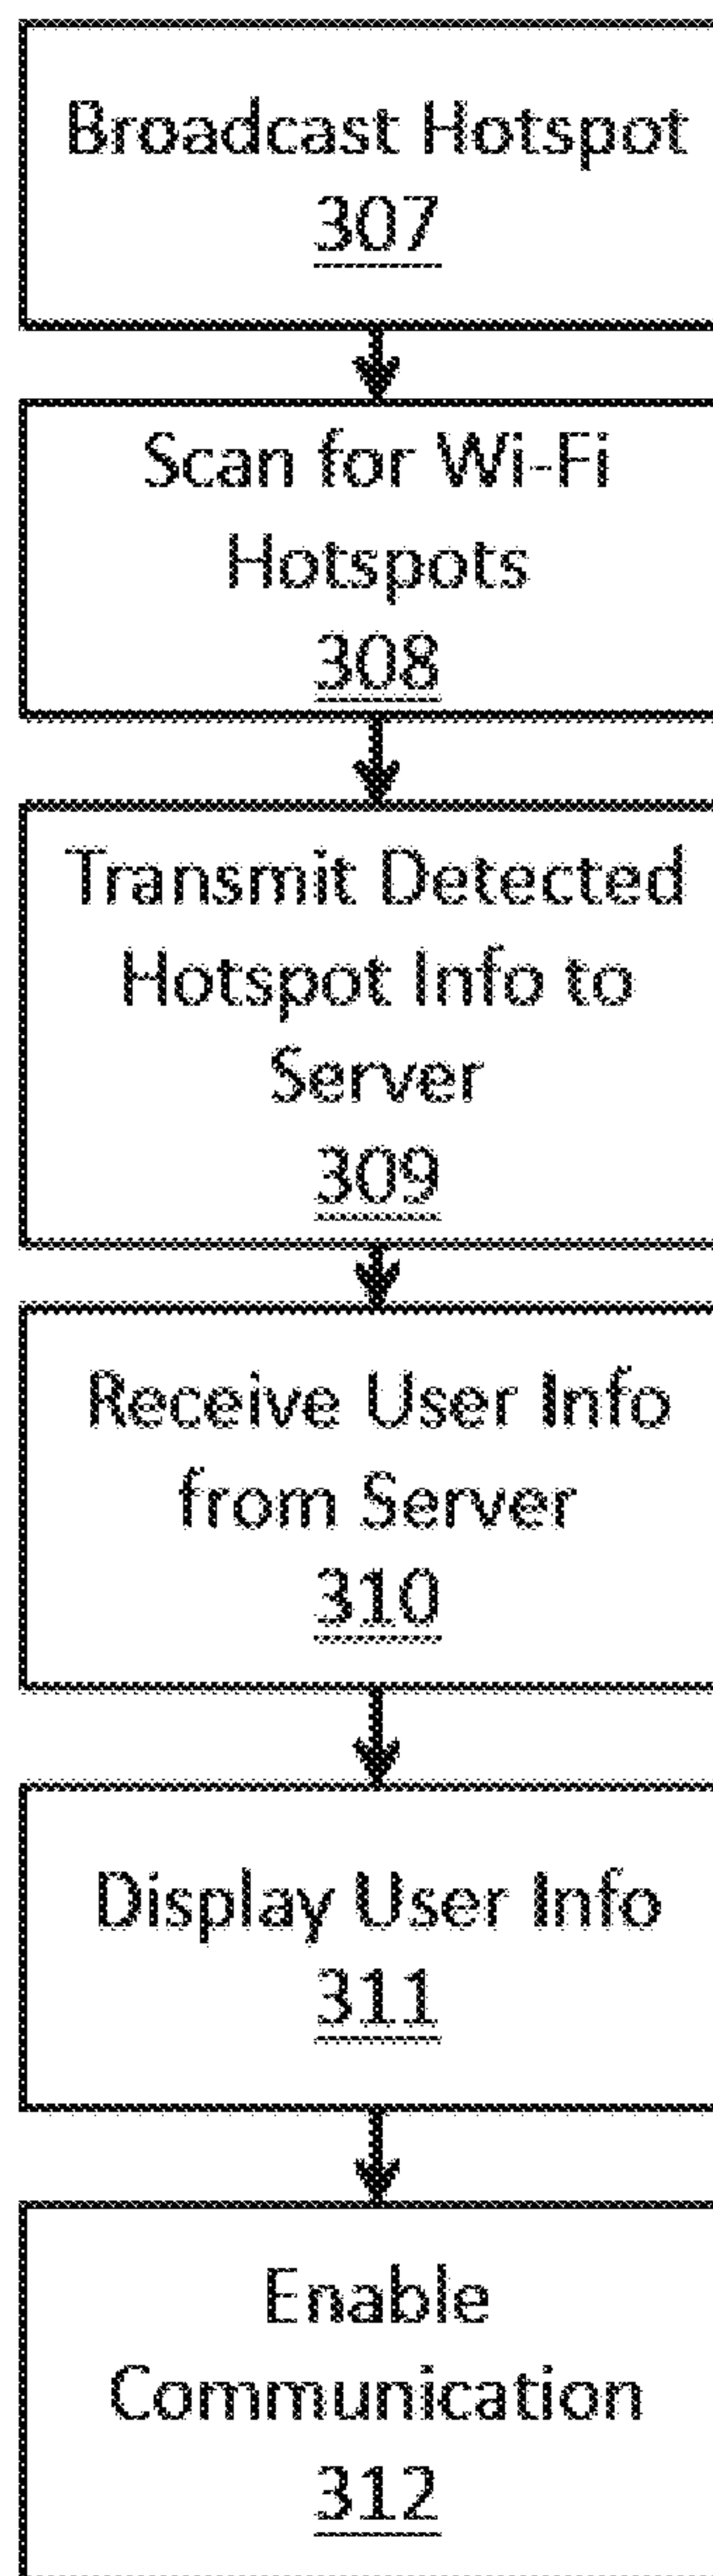 Broadcast Hotspot
307
Scan for Wi-Fi
Hotspots
308
Transmit Detected
Hotspot Info to
Server
309
Receive User Info
from Server
310
Display User Info
311
Enable
Communication
312